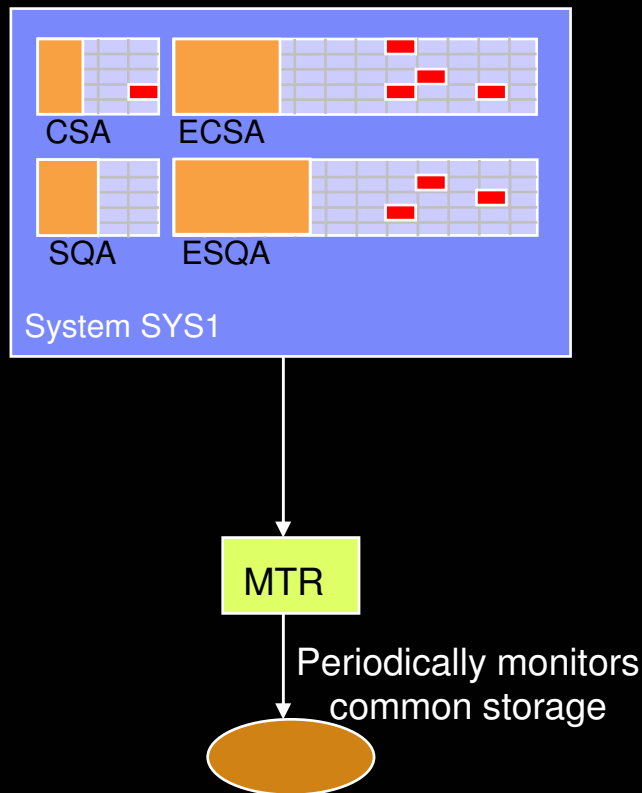 CSA
ECSA
SQA
ESQA
System SYS1
MTR
Periodically monitors
common storage